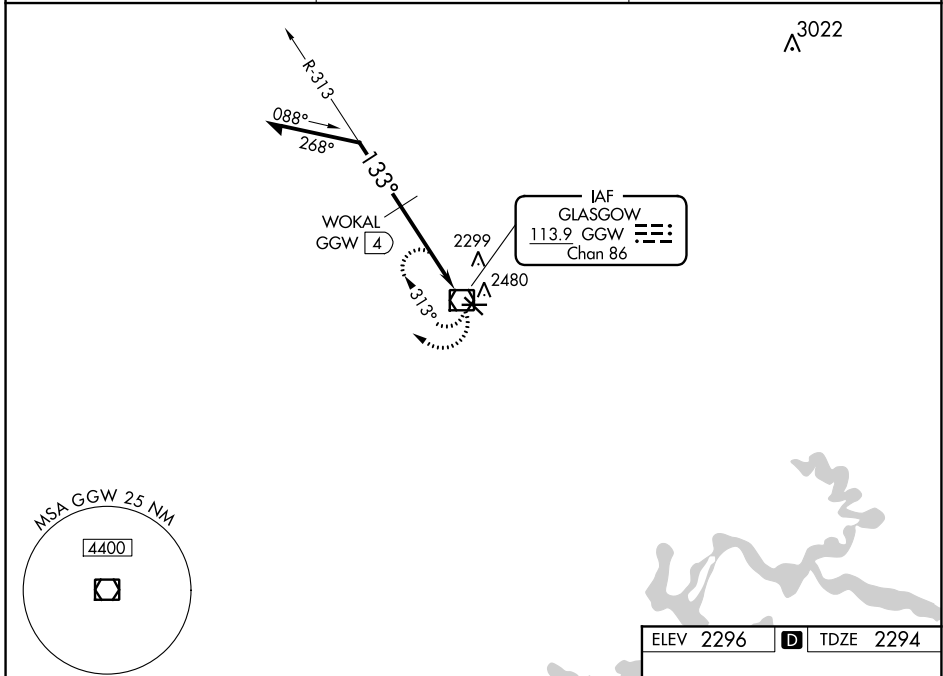 3022
R-313
088°
268°
133°
WOKAL
GGW 4
IAF
GLASGOW
113.9 GGW
Chan 86
2299
2480
313°
MSA GGW 25 NM
4400
ELEV 2296 D TDZE 2294